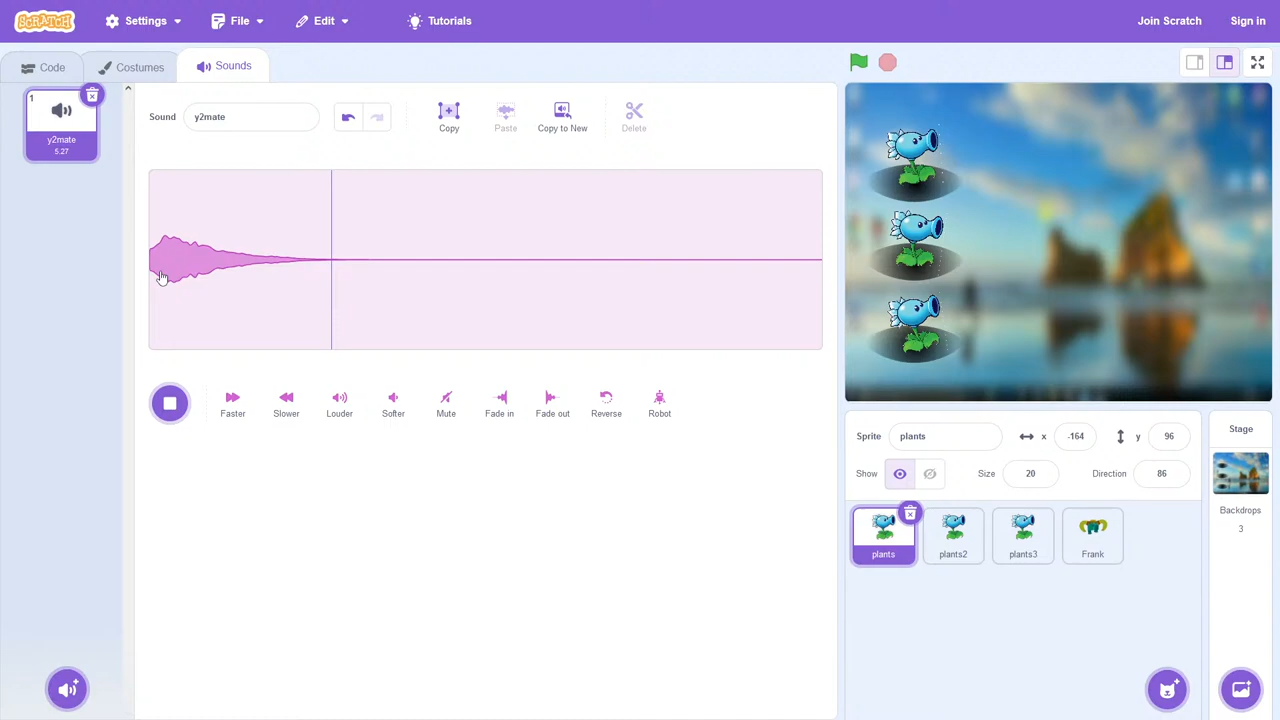 SCRATCH Settings File Edit Tutorials Join Scratch Sign in
Code Costumes Sounds
1
y2mate
5.27
Sound y2mate Copy Paste Copy to New Delete
Faster Slower Louder Softer Mute Fade in Fade out Reverse Robot
Sprite plants x -164 y 96
Show Size 20 Direction 86
plants plants2 plants3 Frank
Stage
Backdrops
3